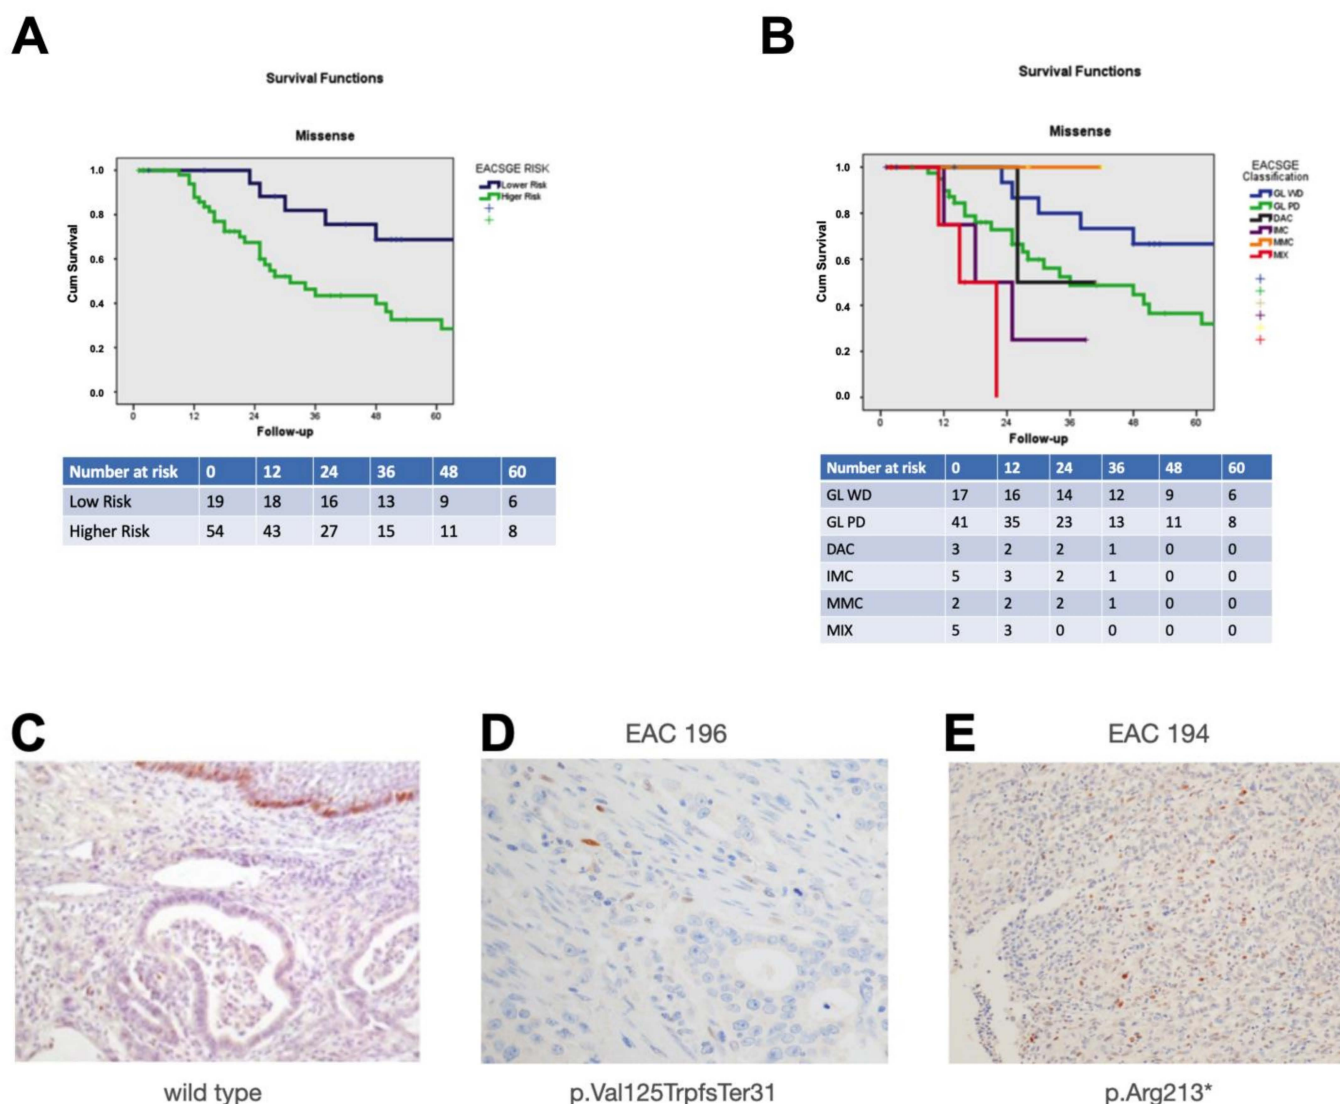 A
Survival Functions
Missense
EACSGE RISK
Lower Risk
Higer Risk
Cum Survival
1.0
0.8
0.6
0.4
0.2
0.0
0 12 24 36 48 60
Follow-up
Number at risk 0 12 24 36 48 60
Low Risk 19 18 16 13 9 6
Higher Risk 54 43 27 15 11 8
B
Survival Functions
Missense
EACSGE
Classification
GL WD
GL PD
DAC
IMC
MMC
MIX
Cum Survival
1.0
0.8
0.6
0.4
0.2
0.0
0 12 24 36 48 60
Follow-up
Number at risk 0 12 24 36 48 60
GL WD 17 16 14 12 9 6
GL PD 41 35 23 13 11 8
DAC 3 2 2 1 0 0
IMC 5 3 2 1 0 0
MMC 2 2 2 1 0 0
MIX 5 3 0 0 0 0
C
wild type
D
EAC 196
p.Val125TrpfsTer31
E
EAC 194
p.Arg213*